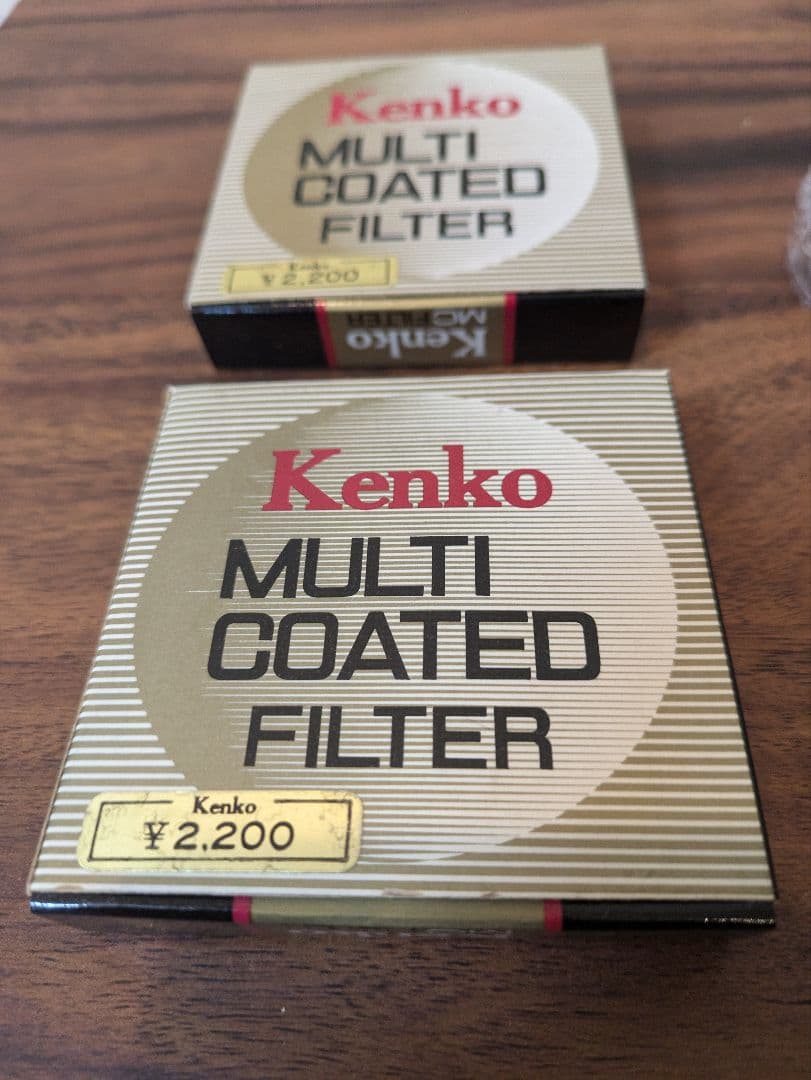 Kenko
MULTI
COATED
FILTER
Kenko
¥2,200
Kenko
MC FILTER
Kenko
MULTI
COATED
FILTER
Kenko
¥2,200